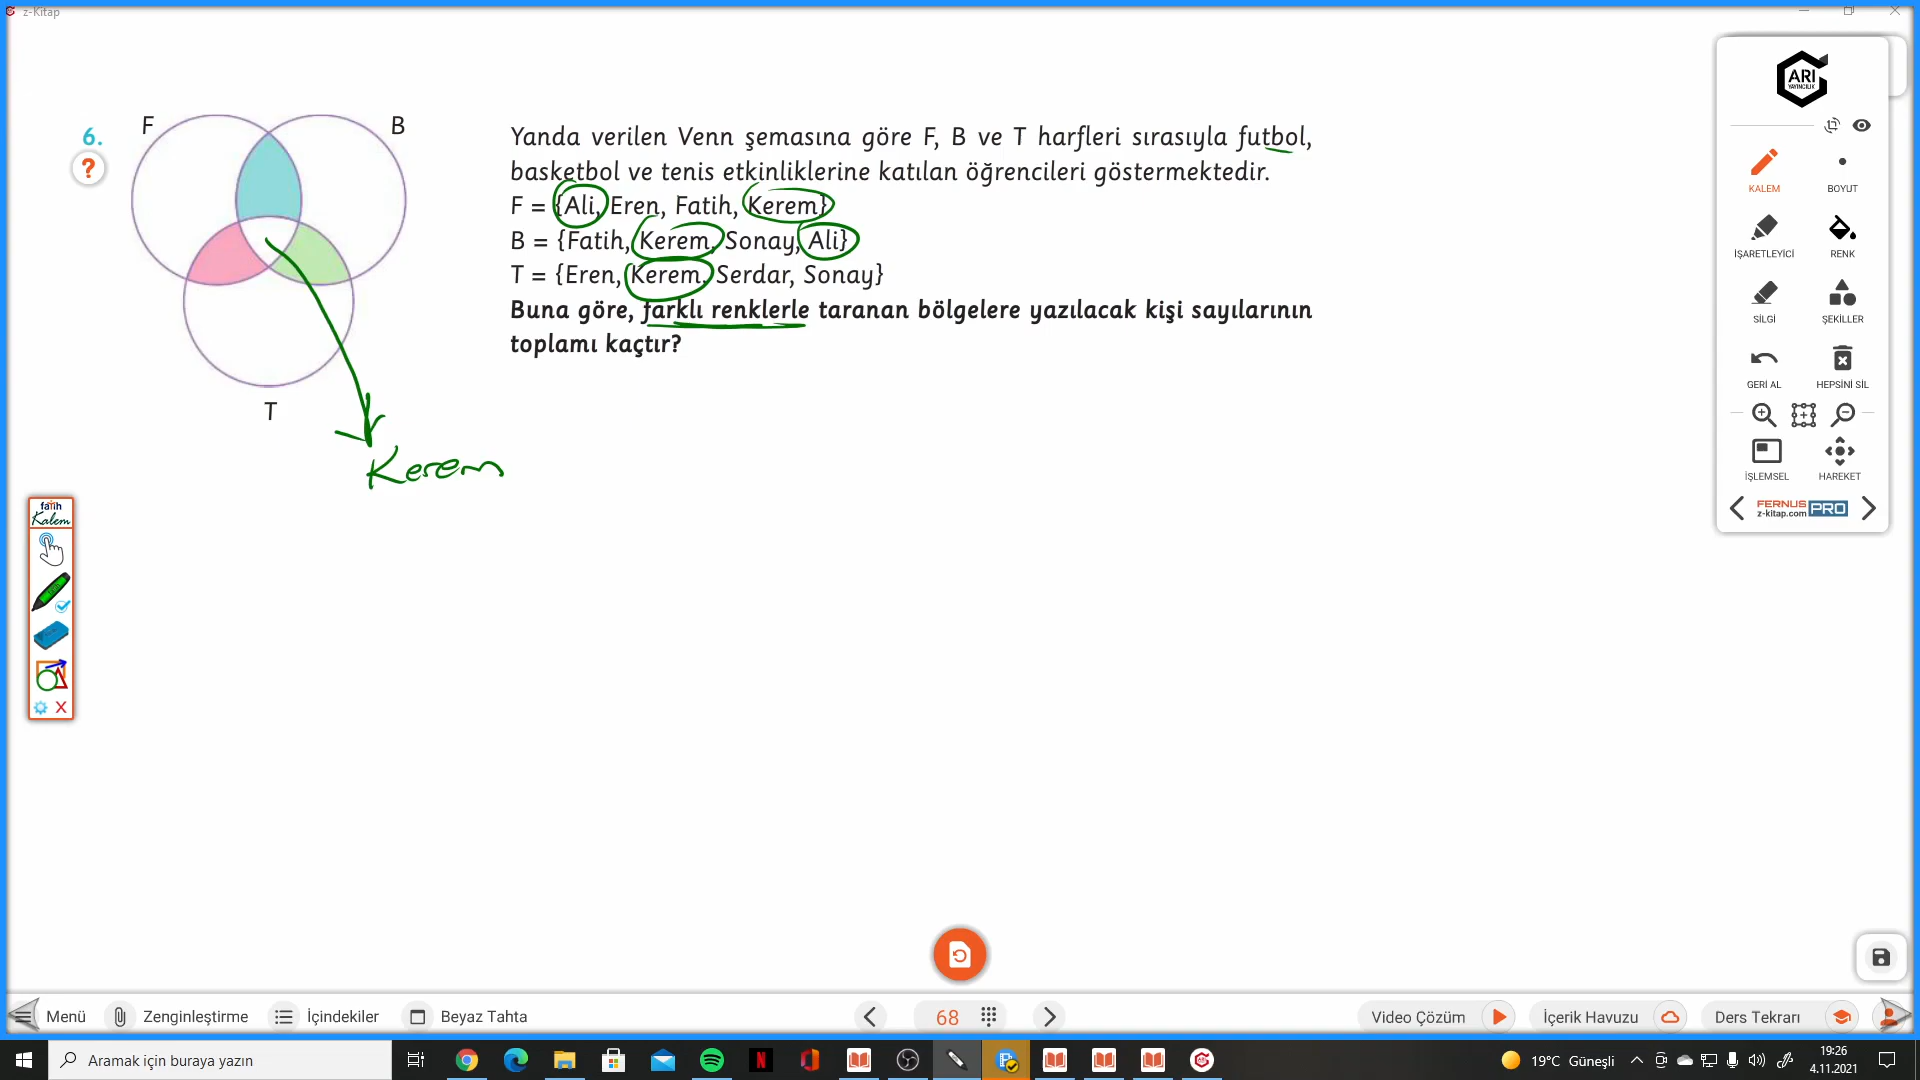 z-Kitap
ARI
YAYINCILIK
6.
?
F
B
T
Yanda verilen Venn şemasına göre F, B ve T harfleri sırasıyla futbol,
basketbol ve tenis etkinliklerine katılan öğrencileri göstermektedir.
F = {Ali, Eren, Fatih, Kerem}
B = {Fatih, Kerem, Sonay, Ali}
T = {Eren, Kerem, Serdar, Sonay}
Buna göre, farklı renklerle taranan bölgelere yazılacak kişi sayılarının
toplamı kaçtır?
Kerem
KALEM
BOYUT
İŞARETLEYİCİ
RENK
SİLGİ
ŞEKİLLER
GERİ AL
HEPSİNİ SİL
İŞLEMSEL
HAREKET
FERNUS
z-kitap.com
PRO
fatih
Kalem
Menü
Zenginleştirme
İçindekiler
Beyaz Tahta
68
Video Çözüm
İçerik Havuzu
Ders Tekrarı
Aramak için buraya yazın
19°C Güneşli
19:26
4.11.2021